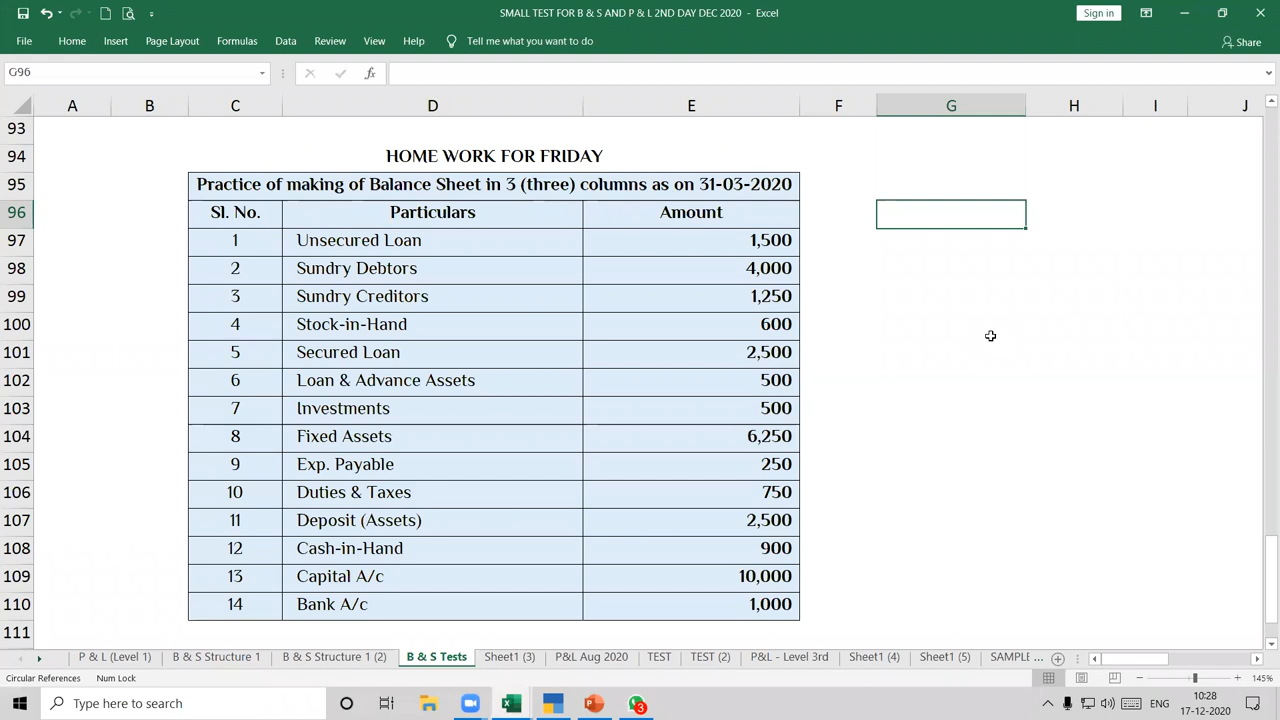 SMALL TEST FOR B & S AND P & L 2ND DAY DEC 2020 - Excel
Sign in
File Home Insert Page Layout Formulas Data Review View Help Tell me what you want to do Share
G96
fx
A B C D E F G H I J
93
94 HOME WORK FOR FRIDAY
95 Practice of making of Balance Sheet in 3 (three) columns as on 31-03-2020
96 Sl. No. Particulars Amount
97 1 Unsecured Loan 1,500
98 2 Sundry Debtors 4,000
99 3 Sundry Creditors 1,250
100 4 Stock-in-Hand 600
101 5 Secured Loan 2,500
102 6 Loan & Advance Assets 500
103 7 Investments 500
104 8 Fixed Assets 6,250
105 9 Exp. Payable 250
106 10 Duties & Taxes 750
107 11 Deposit (Assets) 2,500
108 12 Cash-in-Hand 900
109 13 Capital A/c 10,000
110 14 Bank A/c 1,000
111
P & L (Level 1) B & S Structure 1 B & S Structure 1 (2) B & S Tests Sheet1 (3) P&L Aug 2020 TEST TEST (2) P&L - Level 3rd Sheet1 (4) Sheet1 (5) SAMPLE ...
Circular References Num Lock 145%
Type here to search 3 ENG 10:28
17-12-2020